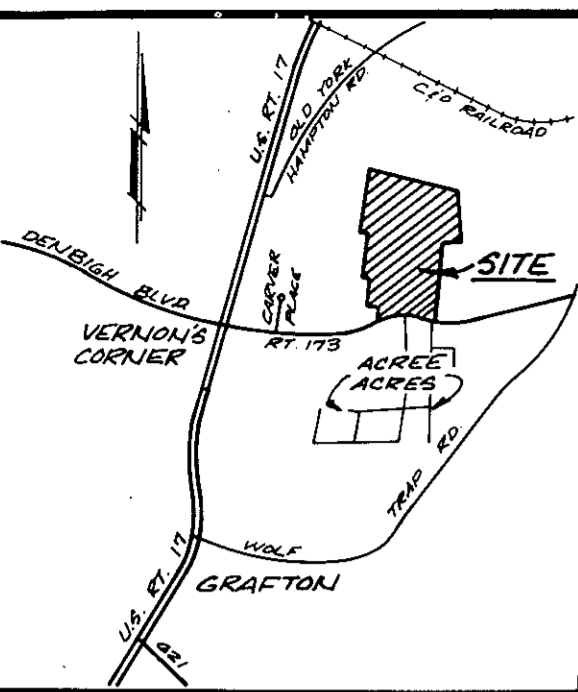 U.S. RT. 17
OLD YORK
HAMPTON RD.
C&O RAILROAD
SITE
DENBIGH BLVD
CARVER
PLACE
VERNON'S
CORNER
RT. 173
ACREE
ACRES
TRAP RD.
WOLF
GRAFTON
U.S. RT. 17
621